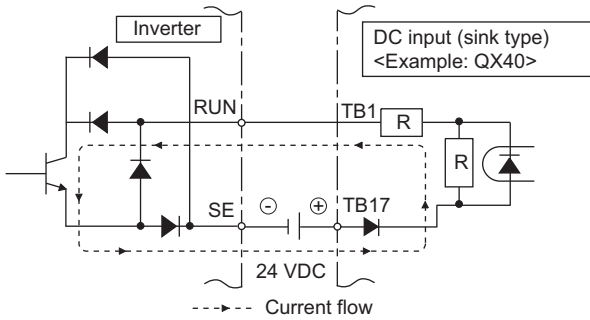 Inverter
DC input (sink type)
<Example: QX40>
RUN
TB1
R
R
SE
- +
TB17
24 VDC
Current flow